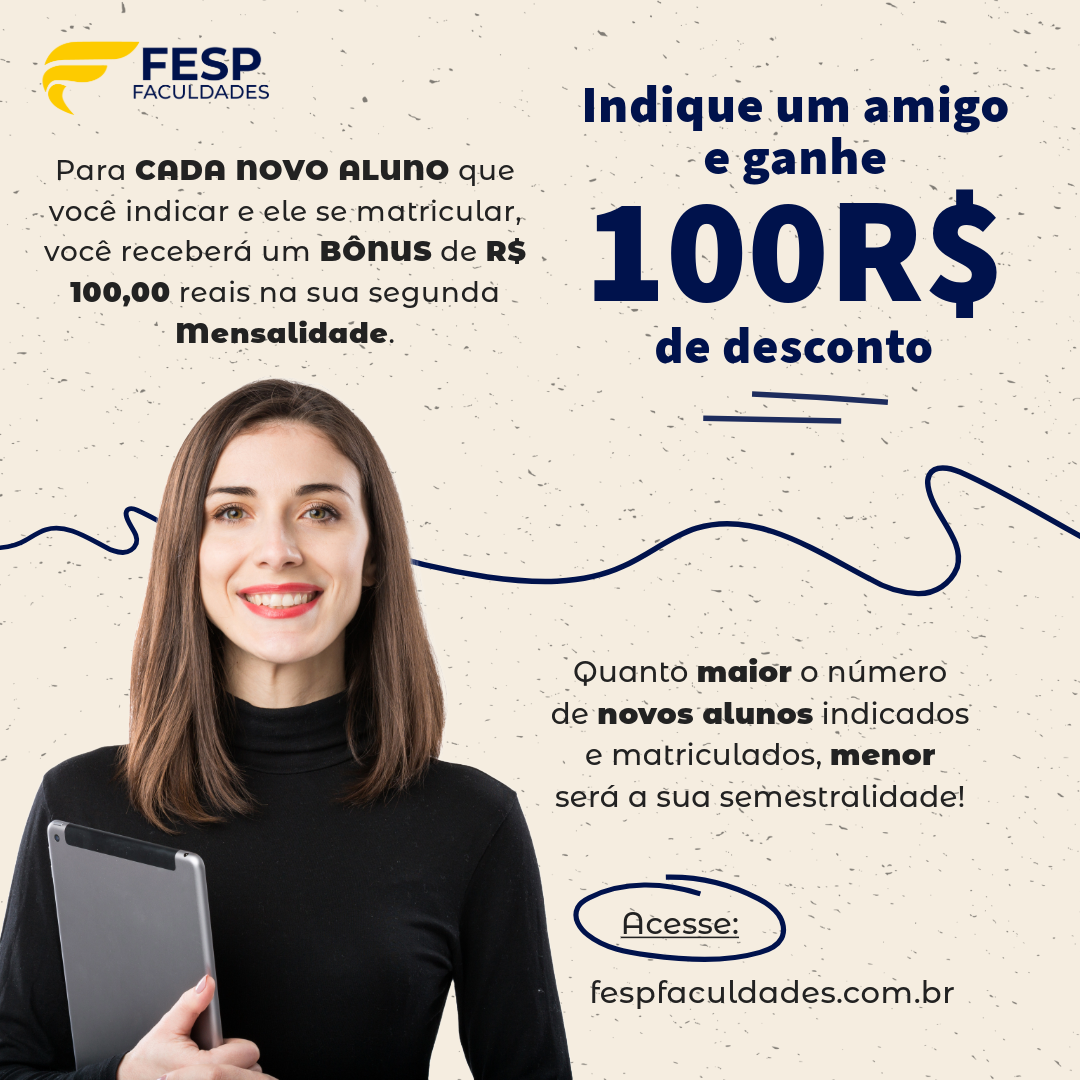 FESP
FACULDADES
Para CADA NOVO ALUNO que
você indicar e ele se matricular,
você receberá um BÔNUS de R$
100,00 reais na sua segunda
Mensalidade.
Indique um amigo
e ganhe
100R$
de desconto
Quanto maior o número
de novos alunos indicados
e matriculados, menor
será a sua semestralidade!
Acesse:
fespfaculdades.com.br